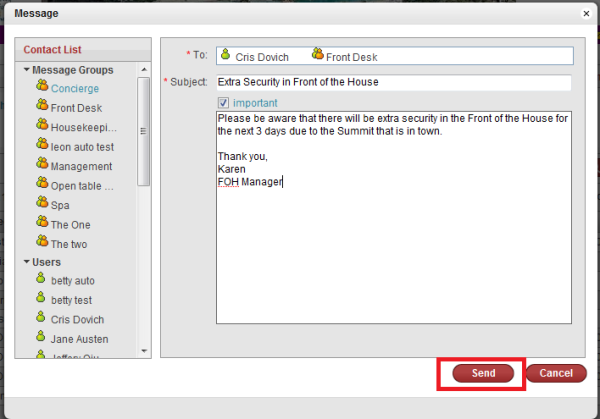 Message
Contact List
Message Groups
Concierge
Front Desk
Housekeepi...
leon auto test
Management
Open table ...
Spa
The One
The two
Users
betty auto
betty test
Cris Dovich
Jane Austen
Jeffery Qiu
* To: Cris Dovich Front Desk
* Subject: Extra Security in Front of the House
important
Please be aware that there will be extra security in the Front of the House for
the next 3 days due to the Summit that is in town.
Thank you,
Karen
FOH Manager
Send Cancel